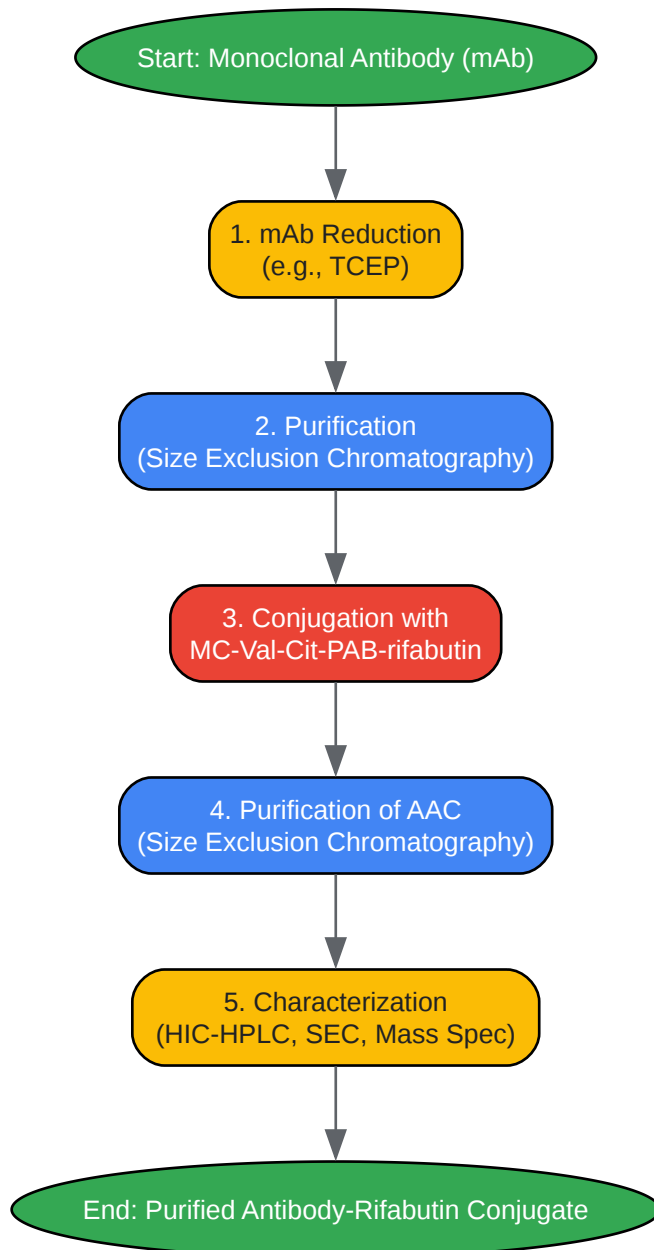 Start: Monoclonal Antibody (mAb)
1. mAb Reduction
(e.g., TCEP)
2. Purification
(Size Exclusion Chromatography)
3. Conjugation with
MC-Val-Cit-PAB-rifabutin
4. Purification of AAC
(Size Exclusion Chromatography)
5. Characterization
(HIC-HPLC, SEC, Mass Spec)
End: Purified Antibody-Rifabutin Conjugate